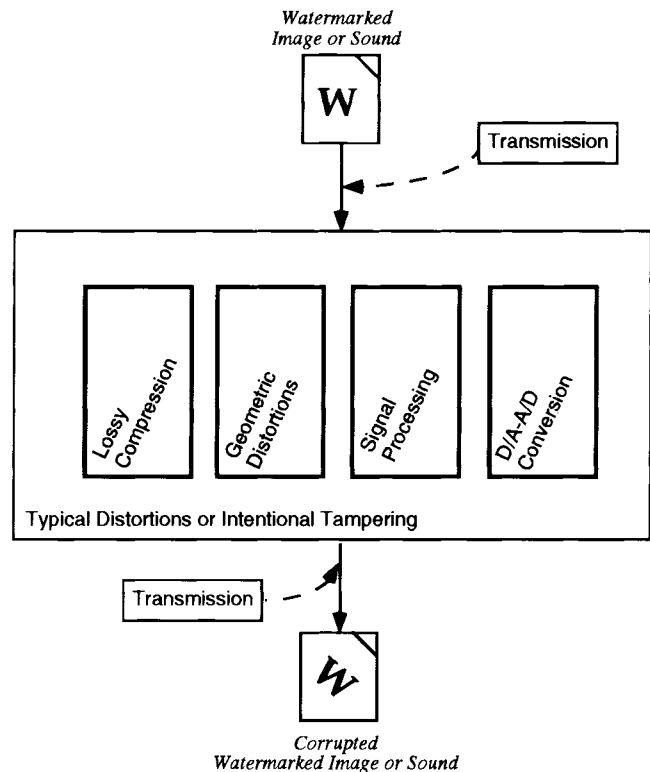 Watermarked
Image or Sound
W
Transmission
Lossy
Compression
Geometric
Distortions
Signal
Processing
D/A-A/D
Conversion
Typical Distortions or Intentional Tampering
Transmission
W
Corrupted
Watermarked Image or Sound